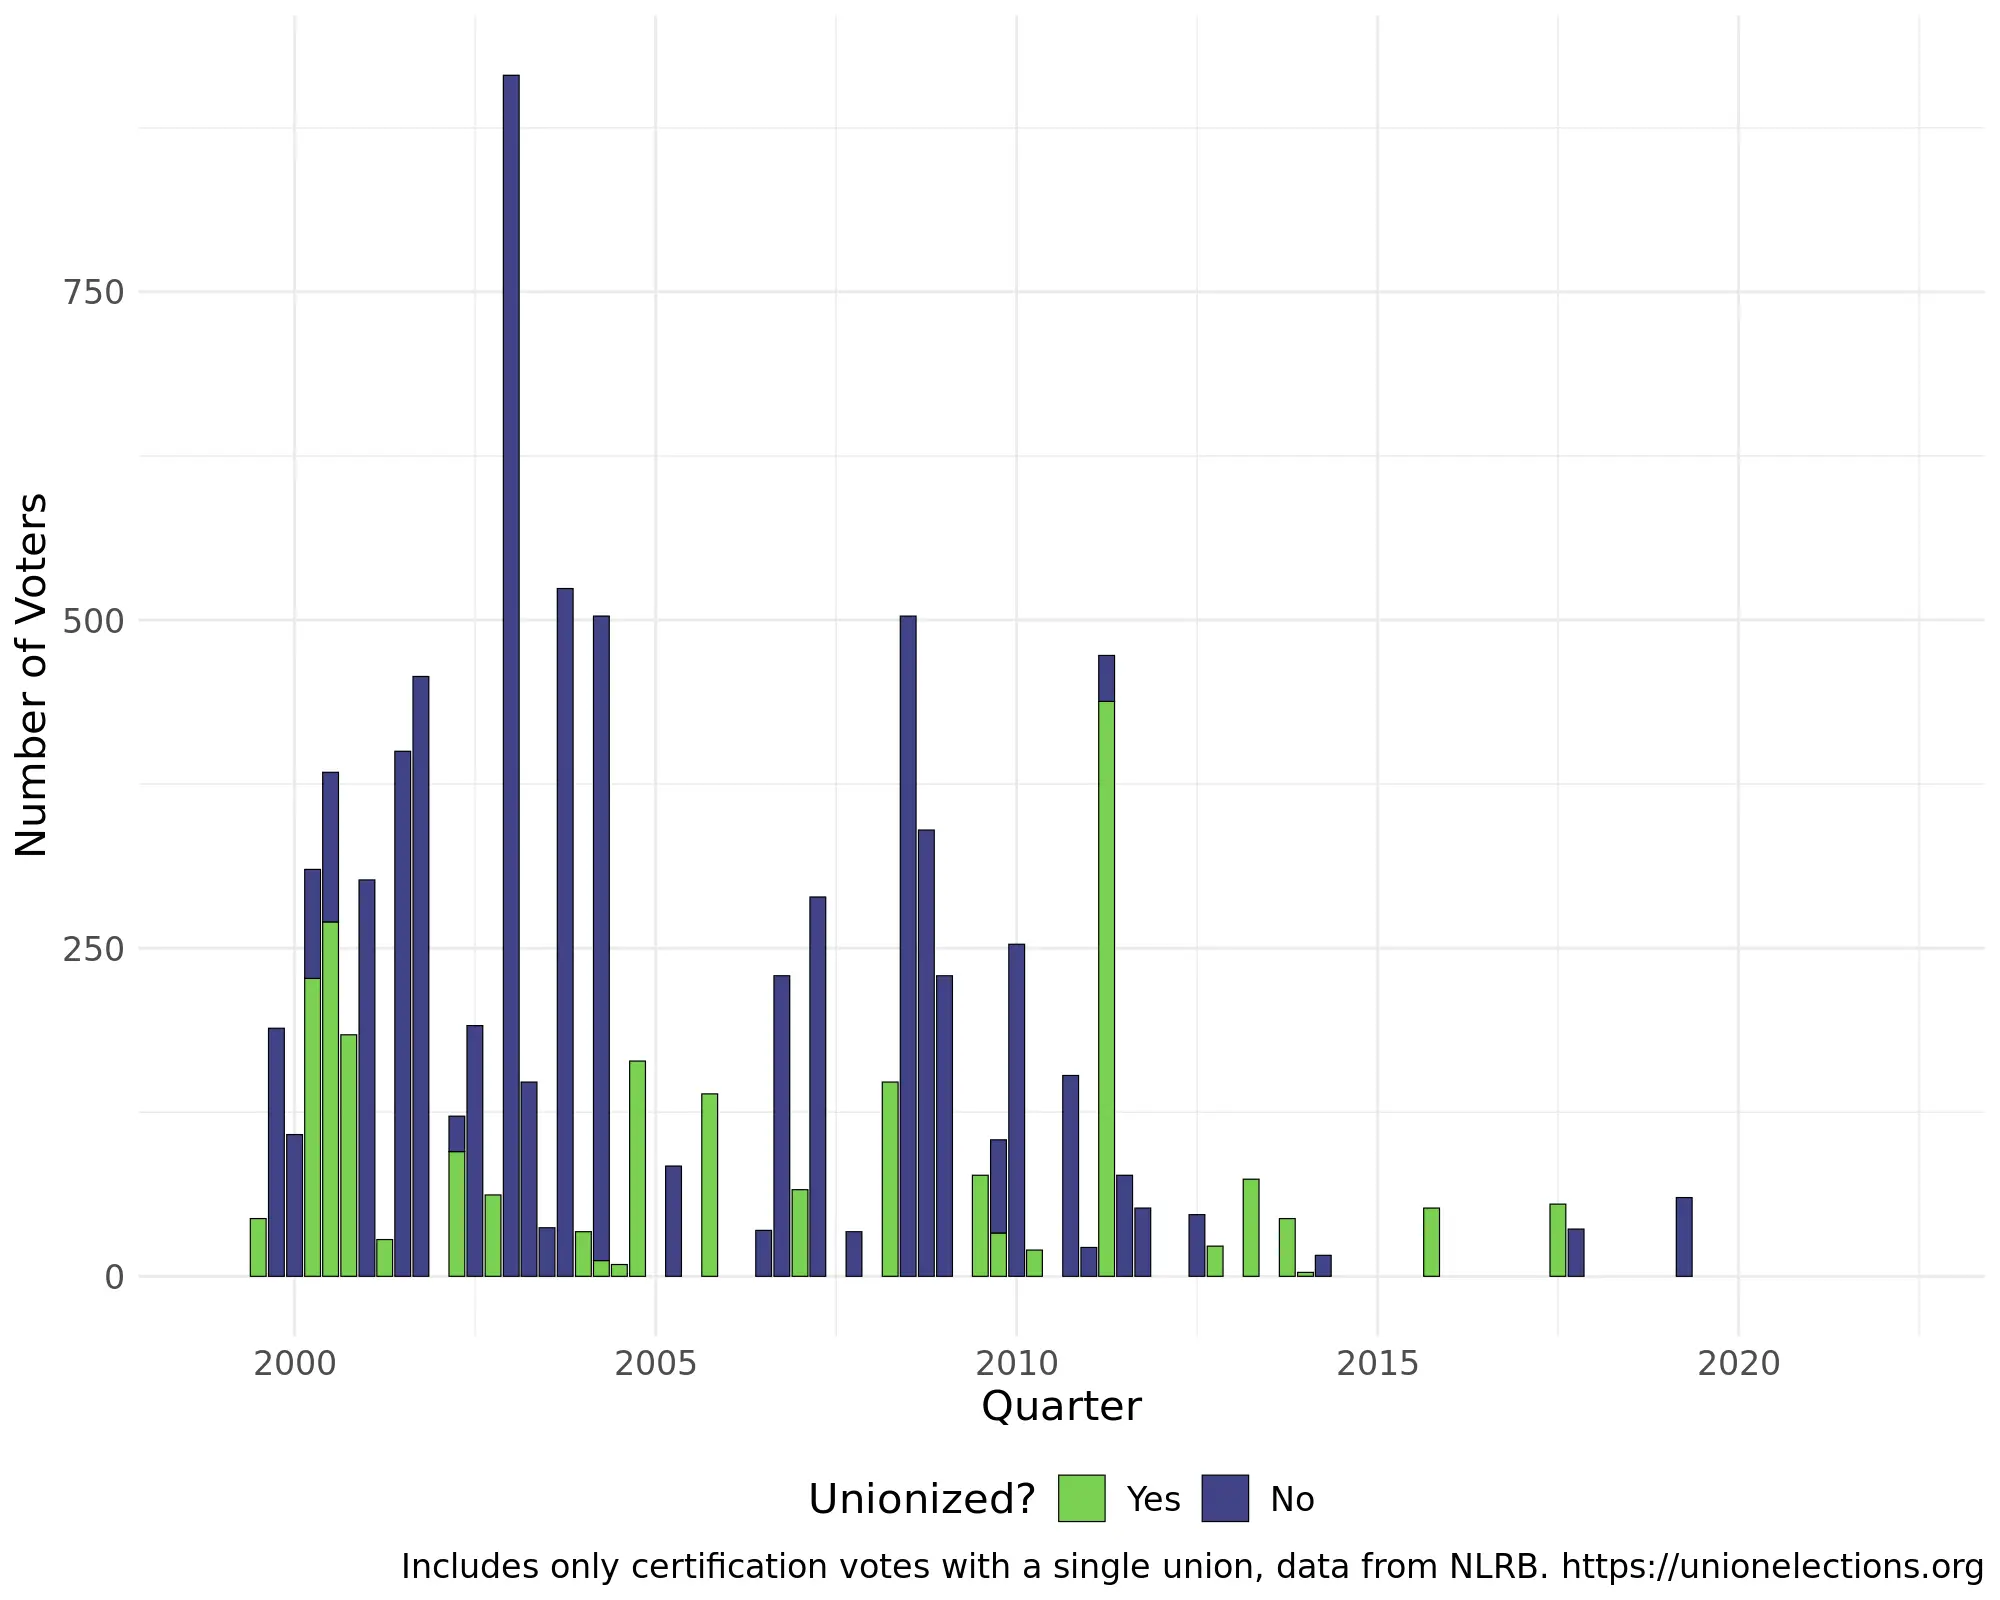 Number of Voters
750
500
250
0
2000 2005 2010 2015 2020
Quarter
Unionized? Yes No
Includes only certification votes with a single union, data from NLRB. https://unionelections.org